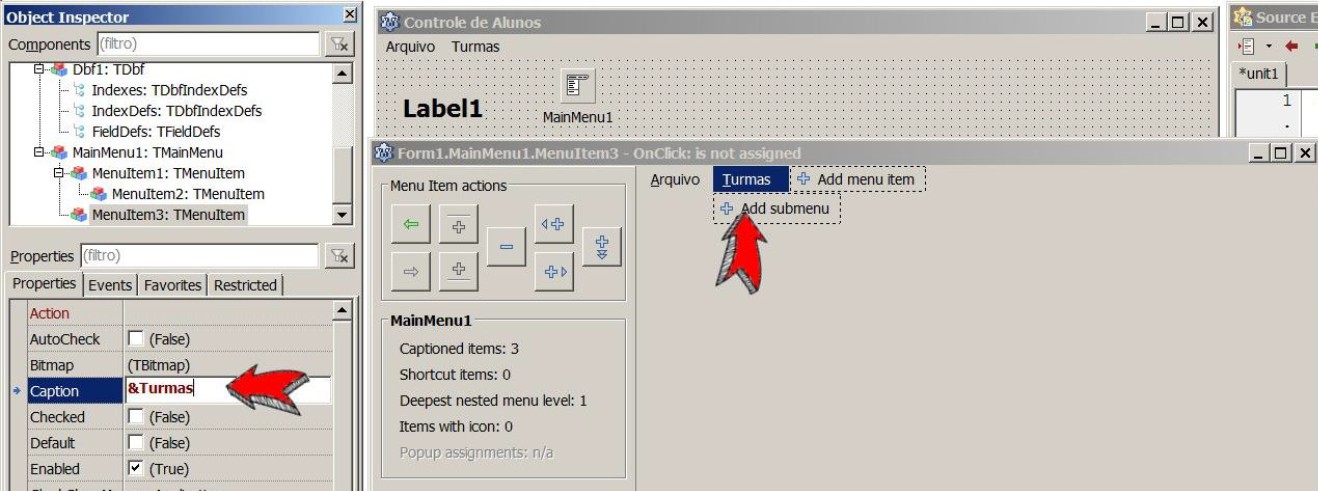 Object Inspector
Components (filtro)
Dbf1: TDbf
Indexes: TDbfIndexDefs
IndexDefs: TDbfIndexDefs
FieldDefs: TFieldDefs
MainMenu1: TMainMenu
MenuItem1: TMenuItem
MenuItem2: TMenuItem
MenuItem3: TMenuItem
Properties (filtro)
Properties Events Favorites Restricted
Action
AutoCheck (False)
Bitmap (TBitmap)
Caption &Turmas
Checked (False)
Default (False)
Enabled (True)
Controle de Alunos
Arquivo Turmas
Label1
MainMenu1
Source E
*unit1
1
.
Form1.MainMenu1.MenuItem3 - OnClick: is not assigned
Menu Item actions
MainMenu1
Captioned items: 3
Shortcut items: 0
Deepest nested menu level: 1
Items with icon: 0
Popup assignments: n/a
Arquivo Turmas Add menu item
Add submenu